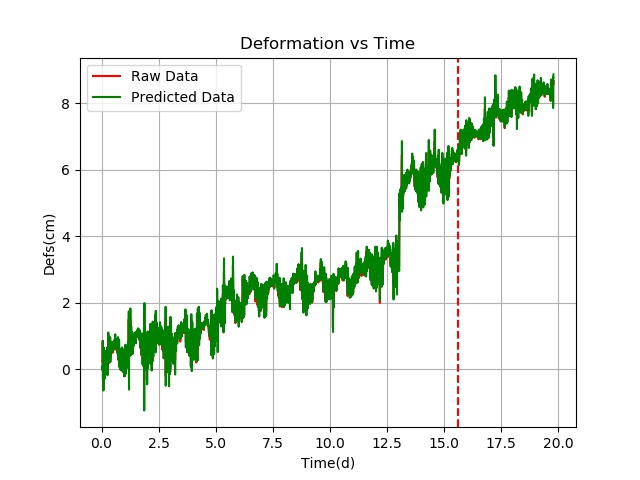 Deformation vs Time
Raw Data
Predicted Data
Defs(cm)
8
6
4
2
0
0.0 2.5 5.0 7.5 10.0 12.5 15.0 17.5 20.0
Time(d)